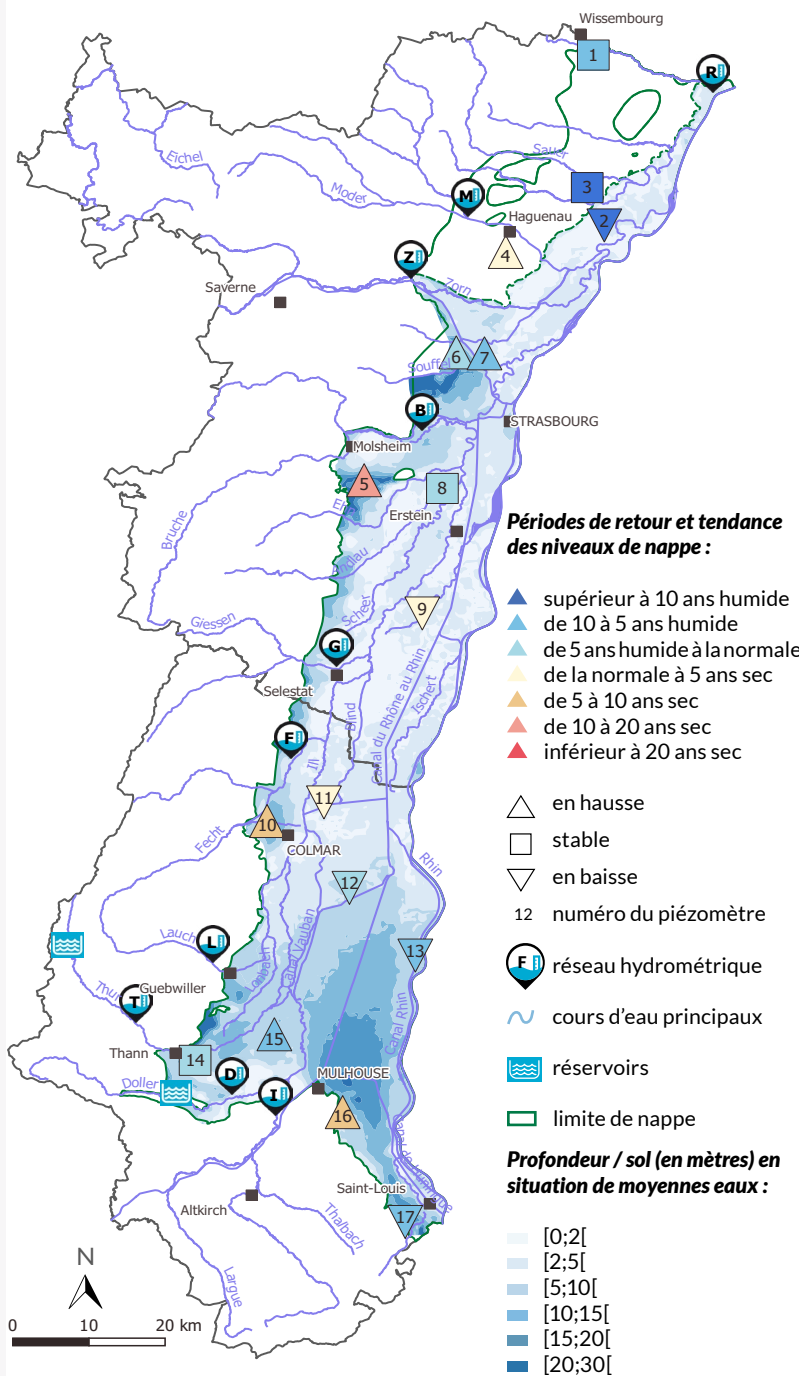 Wissembourg
1
R
Eichel
Sauer
Moder
3
M
2
Haguenau
4
Z
Zorn
Saverne
6
7
Souffel
B
STRASBOURG
Molsheim
5
8
Erstein
Bruche
Andlau
Scheer
9
Giessen
G
Selestat
Blind
Canal du Rhône au Rhin
Ischert
F
Ill
11
10
Fecht
COLMAR
12
Rhin
Lauch
L
Canal Vauban
13
Guebwiller
Thur
T
Canal Rhin
15
Thann
14
Doller
D
MULHOUSE
I
16
Saint-Louis
17
Altkirch
Thalbach
Largue
N
0 10 20 km
Périodes de retour et tendance
des niveaux de nappe :
supérieur à 10 ans humide
de 10 à 5 ans humide
de 5 ans humide à la normale
de la normale à 5 ans sec
de 5 à 10 ans sec
de 10 à 20 ans sec
inférieur à 20 ans sec
en hausse
stable
en baisse
12 numéro du piézomètre
F réseau hydrométrique
cours d'eau principaux
réservoirs
limite de nappe
Profondeur / sol (en mètres) en
situation de moyennes eaux :
[0;2[
[2;5[
[5;10[
[10;15[
[15;20[
[20;30[